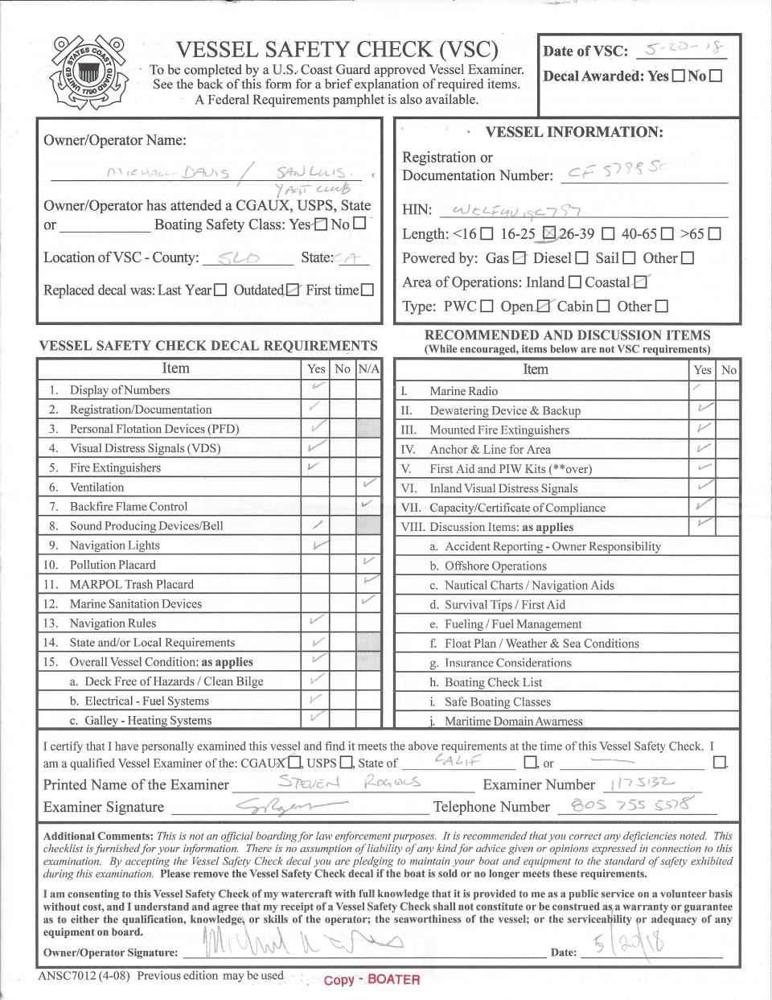 VESSEL SAFETY CHECK (VSC)
To be completed by a U.S. Coast Guard approved Vessel Examiner.
See the back of this form for a brief explanation of required items.
A Federal Requirements pamphlet is also available.
UNITED STATES COAST GUARD
1790
Date of VSC: 5-20-18
Decal Awarded: Yes ☐ No ☐
Owner/Operator Name:
MICHAEL DAVIS / SAN LUIS.
YACHT CLUB
Owner/Operator has attended a CGAUX, USPS, State
or ____________ Boating Safety Class: Yes ☑ No ☐
Location of VSC - County: SLO State: CA
Replaced decal was: Last Year ☐ Outdated ☑ First time ☐
VESSEL INFORMATION:
Registration or
Documentation Number: CF 5798 SC
HIN:
Length: <16 ☐ 16-25 ☒ 26-39 ☐ 40-65 ☐ >65 ☐
Powered by: Gas ☑ Diesel ☐ Sail ☐ Other ☐
Area of Operations: Inland ☐ Coastal ☑
Type: PWC ☐ Open ☑ Cabin ☐ Other ☐
VESSEL SAFETY CHECK DECAL REQUIREMENTS
Item Yes No N/A
1. Display of Numbers ✓
2. Registration/Documentation ✓
3. Personal Flotation Devices (PFD) ✓
4. Visual Distress Signals (VDS) ✓
5. Fire Extinguishers ✓
6. Ventilation ✓
7. Backfire Flame Control ✓
8. Sound Producing Devices/Bell ✓
9. Navigation Lights ✓
10. Pollution Placard ✓
11. MARPOL Trash Placard ✓
12. Marine Sanitation Devices ✓
13. Navigation Rules ✓
14. State and/or Local Requirements ✓
15. Overall Vessel Condition: as applies ✓
a. Deck Free of Hazards / Clean Bilge ✓
b. Electrical - Fuel Systems ✓
c. Galley - Heating Systems ✓
RECOMMENDED AND DISCUSSION ITEMS
(While encouraged, items below are not VSC requirements)
Item Yes No
I. Marine Radio ✓
II. Dewatering Device & Backup ✓
III. Mounted Fire Extinguishers ✓
IV. Anchor & Line for Area ✓
V. First Aid and PIW Kits (**over) ✓
VI. Inland Visual Distress Signals ✓
VII. Capacity/Certificate of Compliance ✓
VIII. Discussion Items: as applies ✓
a. Accident Reporting - Owner Responsibility
b. Offshore Operations
c. Nautical Charts / Navigation Aids
d. Survival Tips / First Aid
e. Fueling / Fuel Management
f. Float Plan / Weather & Sea Conditions
g. Insurance Considerations
h. Boating Check List
i. Safe Boating Classes
j. Maritime Domain Awarness
I certify that I have personally examined this vessel and find it meets the above requirements at the time of this Vessel Safety Check. I
am a qualified Vessel Examiner of the: CGAUX ☐, USPS ☐, State of CALIF ☐, or ____ ☐.
Printed Name of the Examiner STEVEN ROGERS Examiner Number 1175132
Examiner Signature Telephone Number 805 755 5578
Additional Comments: This is not an official boarding for law enforcement purposes. It is recommended that you correct any deficiencies noted. This
checklist is furnished for your information. There is no assumption of liability of any kind for advice given or opinions expressed in connection to this
examination. By accepting the Vessel Safety Check decal you are pledging to maintain your boat and equipment to the standard of safety exhibited
during this examination. Please remove the Vessel Safety Check decal if the boat is sold or no longer meets these requirements.
I am consenting to this Vessel Safety Check of my watercraft with full knowledge that it is provided to me as a public service on a volunteer basis
without cost, and I understand and agree that my receipt of a Vessel Safety Check shall not constitute or be construed as a warranty or guarantee
as to either the qualification, knowledge, or skills of the operator; the seaworthiness of the vessel; or the serviceability or adequacy of any
equipment on board.
Owner/Operator Signature: Date: 5/20/18
ANSC7012 (4-08) Previous edition may be used
Copy - BOATER